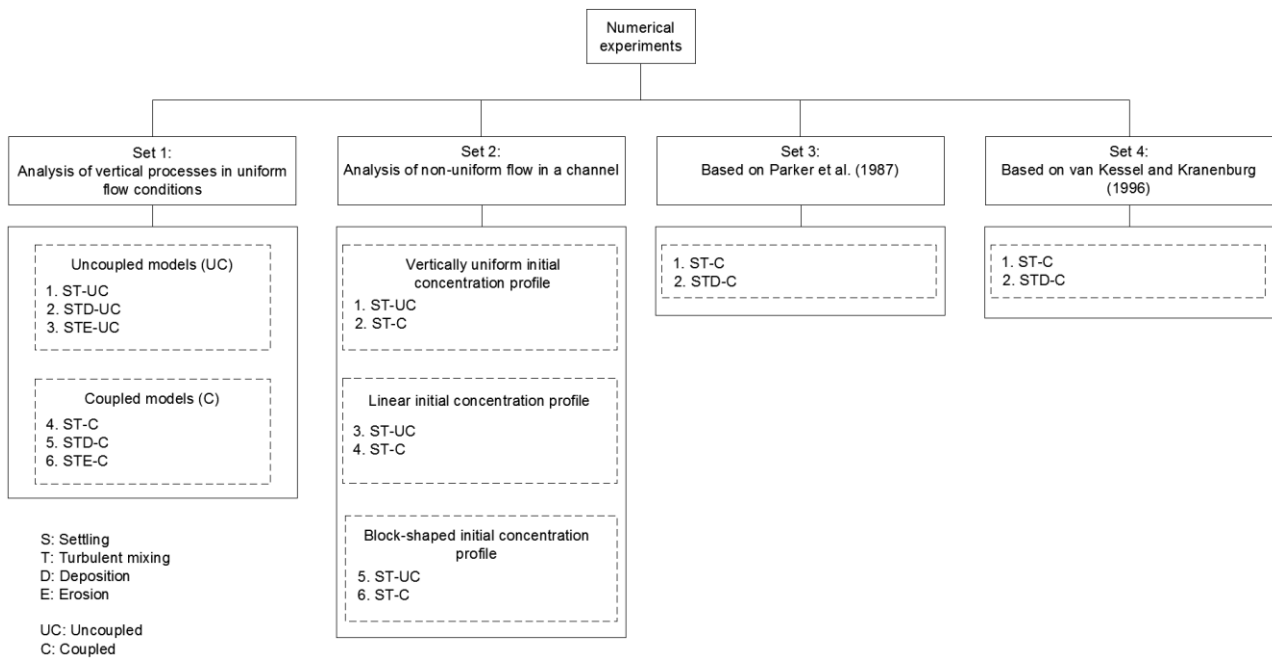 Numerical
experiments
Set 1:
Analysis of vertical processes in uniform
flow conditions
Uncoupled models (UC)
1. ST-UC
2. STD-UC
3. STE-UC
Coupled models (C)
4. ST-C
5. STD-C
6. STE-C
Set 2:
Analysis of non-uniform flow in a channel
Vertically uniform initial
concentration profile
1. ST-UC
2. ST-C
Linear initial concentration profile
3. ST-UC
4. ST-C
Block-shaped initial concentration
profile
5. ST-UC
6. ST-C
Set 3:
Based on Parker et al. (1987)
1. ST-C
2. STD-C
Set 4:
Based on van Kessel and Kranenburg
(1996)
1. ST-C
2. STD-C
S: Settling
T: Turbulent mixing
D: Deposition
E: Erosion
UC: Uncoupled
C: Coupled